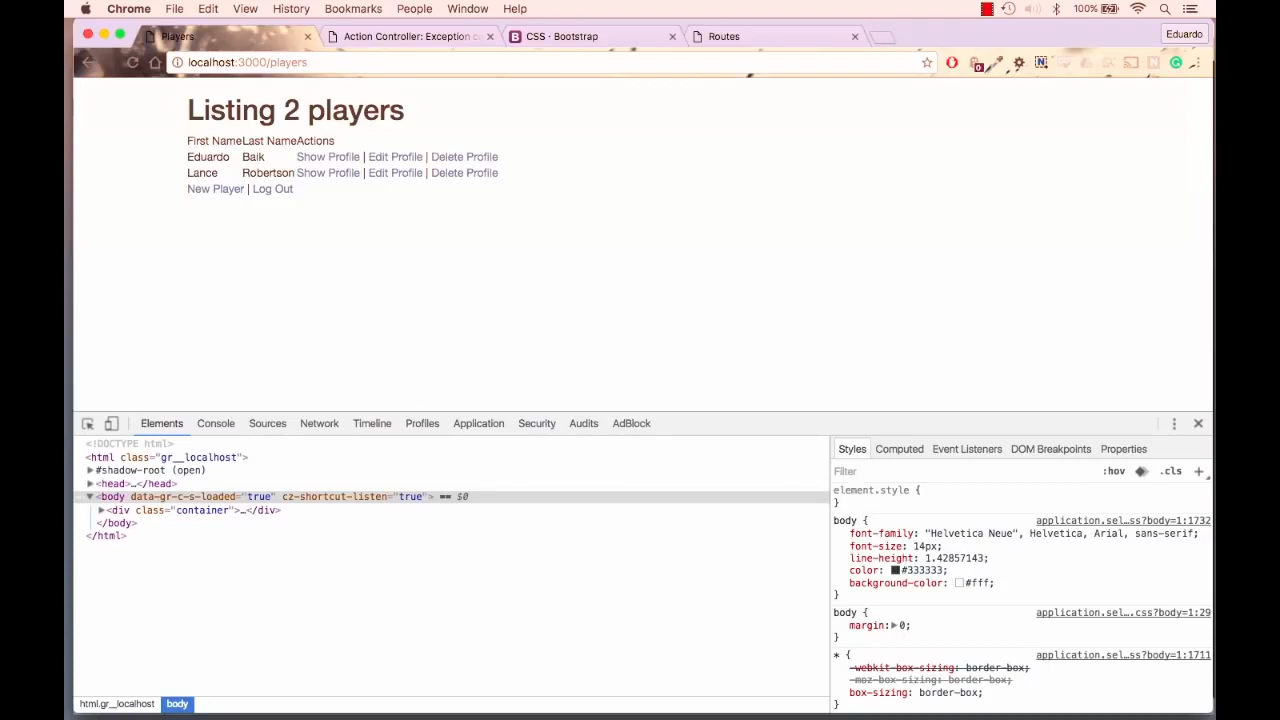 Chrome File Edit View History Bookmarks People Window Help 100%
Players Action Controller: Exception ca CSS · Bootstrap Routes Eduardo
localhost:3000/players
Listing 2 players
First Name Last Name Actions
Eduardo Baik Show Profile | Edit Profile | Delete Profile
Lance Robertson Show Profile | Edit Profile | Delete Profile
New Player | Log Out
Elements Console Sources Network Timeline Profiles Application Security Audits AdBlock
<!DOCTYPE html>
<html class="gr__localhost">
#shadow-root (open)
<head>…</head>
<body data-gr-c-s-loaded="true" cz-shortcut-listen="true"> == $0
<div class="container">…</div>
</body>
</html>
html.gr__localhost body
Styles Computed Event Listeners DOM Breakpoints Properties
Filter :hov .cls +
element.style {
}
body { application.sel…ss?body=1:1732
font-family: "Helvetica Neue", Helvetica, Arial, sans-serif;
font-size: 14px;
line-height: 1.42857143;
color: #333333;
background-color: #fff;
}
body { application.sel….css?body=1:29
margin: 0;
}
* { application.sel…ss?body=1:1711
-webkit-box-sizing: border-box;
-moz-box-sizing: border-box;
box-sizing: border-box;
}